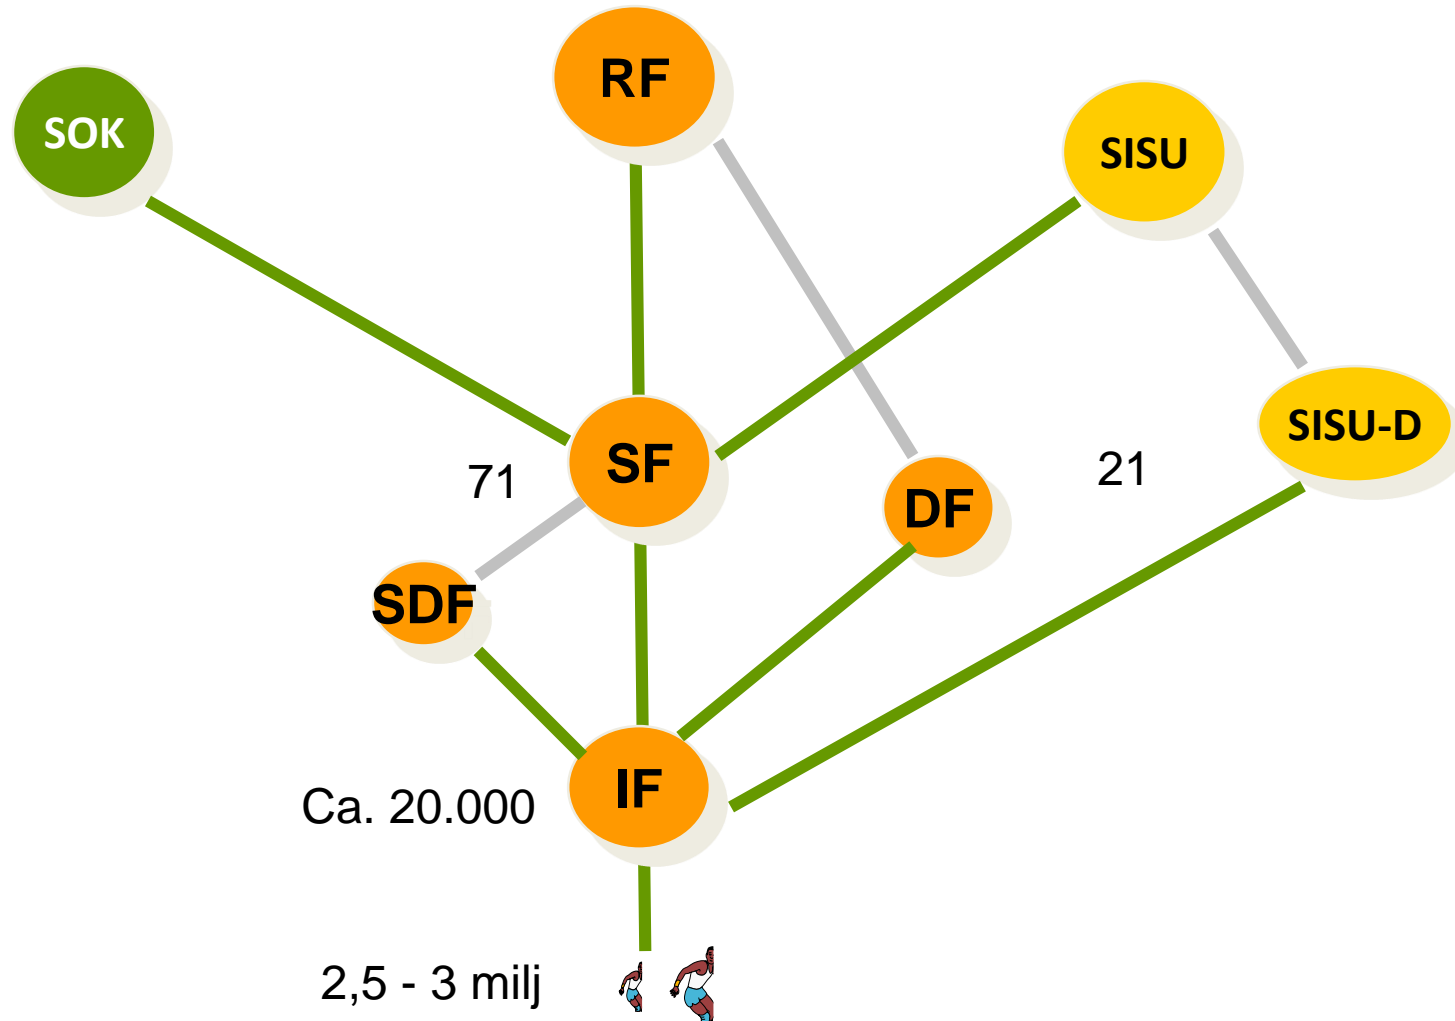 RF
SOK
SISU
SISU-D
SF
71
21
DF
SDF
IF
Ca. 20.000
2,5 - 3 milj